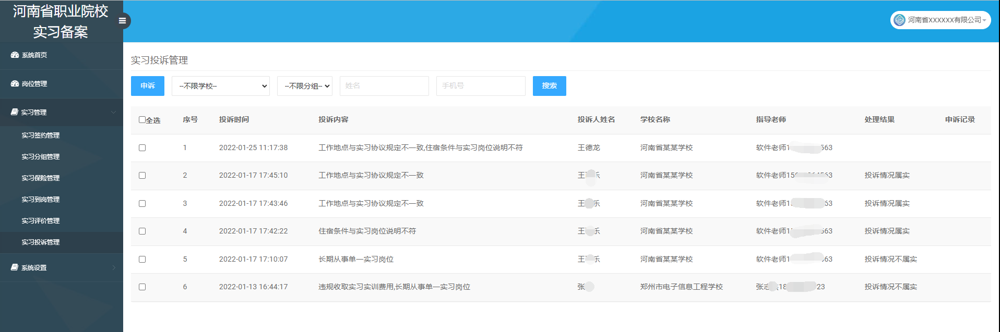 河南省职业院校
实习备案
河南省XXXXXX有限公司
系统首页
岗位管理
实习管理
实习签约管理
实习分组管理
实习保险管理
实习到岗管理
实习评价管理
实习投诉管理
系统设置
实习投诉管理
申诉 --不限学校-- --不限分组-- 姓名 手机号 搜索
全选 序号 投诉时间 投诉内容 投诉人姓名 学校名称 指导老师 处理结果 申诉记录
1 2022-01-25 11:17:38 工作地点与实习协议规定不一致,住宿条件与实习岗位说明不符 王德龙 河南省某某学校 软件老师1 563
2 2022-01-17 17:45:10 工作地点与实习协议规定不一致 王 乐 河南省某某学校 软件老师15 63 投诉情况属实
3 2022-01-17 17:43:46 工作地点与实习协议规定不一致 王 乐 河南省某某学校 软件老师1 63 投诉情况属实
4 2022-01-17 17:42:22 住宿条件与实习岗位说明不符 王 乐 河南省某某学校 软件老师1 563 投诉情况属实
5 2022-01-17 17:10:07 长期从事单一实习岗位 王 乐 河南省某某学校 软件老师1 63 投诉情况不属实
6 2022-01-13 16:44:17 违规收取实习实训费用,长期从事单一实习岗位 张 郑州市电子信息工程学校 张志 18 23 投诉情况不属实